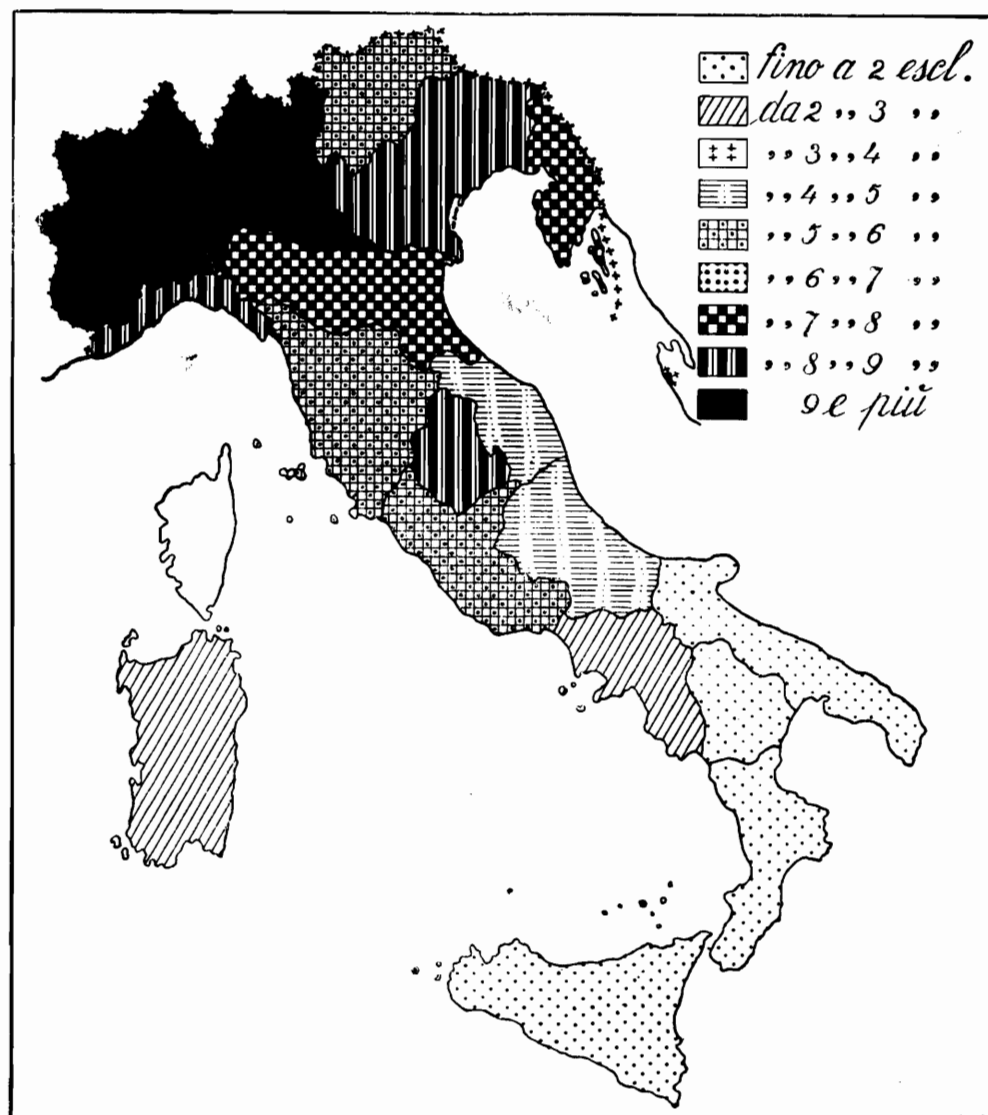 fino a 2 escl.
da 2 ,, 3 ,,
,, 3 ,, 4 ,,
,, 4 ,, 5 ,,
,, 5 ,, 6 ,,
,, 6 ,, 7 ,,
,, 7 ,, 8 ,,
,, 8 ,, 9 ,,
9 e più